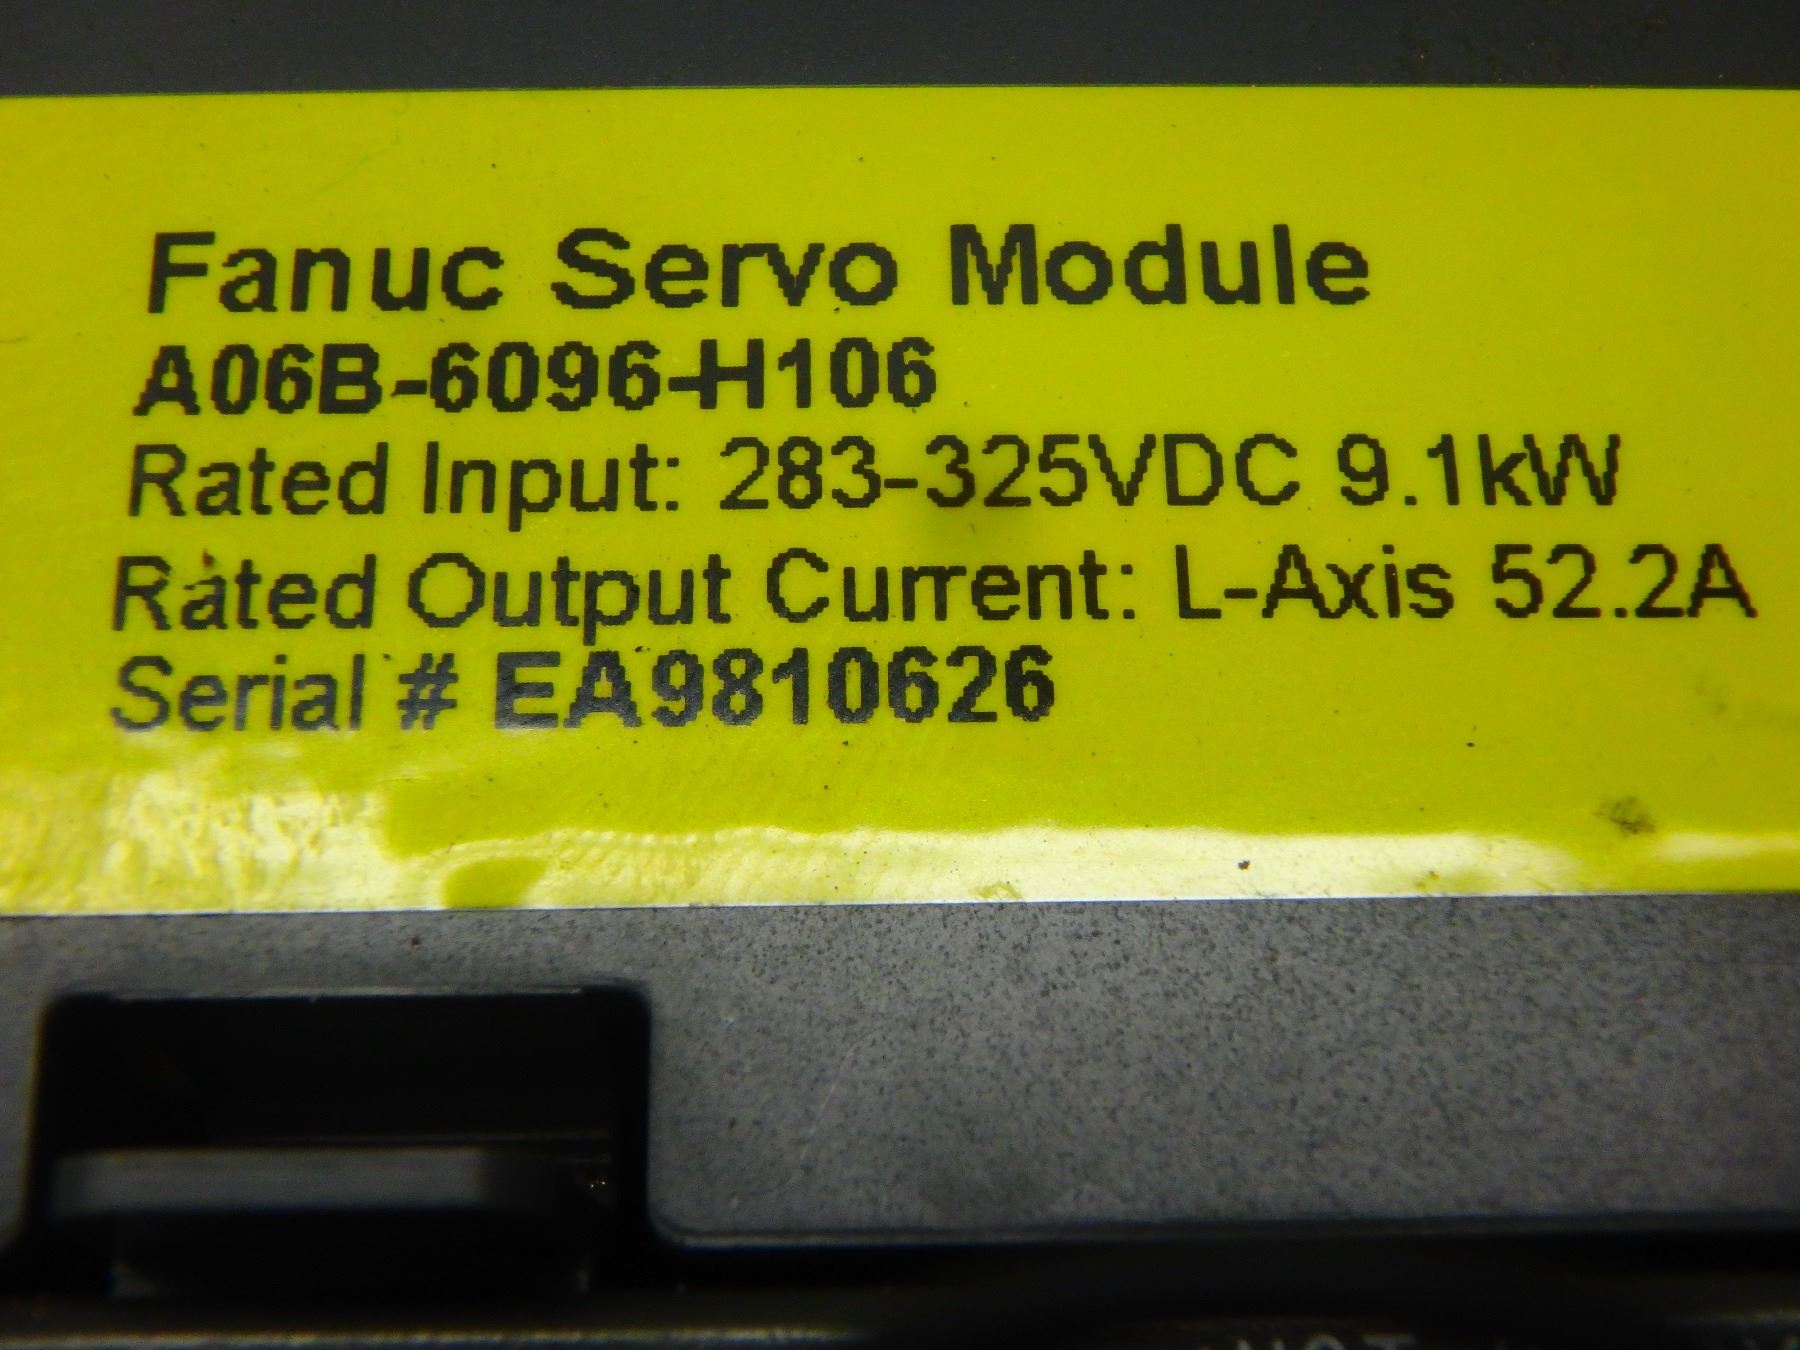 Fanuc Servo Module
A06B-6096-H106
Rated Input: 283-325VDC 9.1kW
Rated Output Current: L-Axis 52.2A
Serial # EA9810626